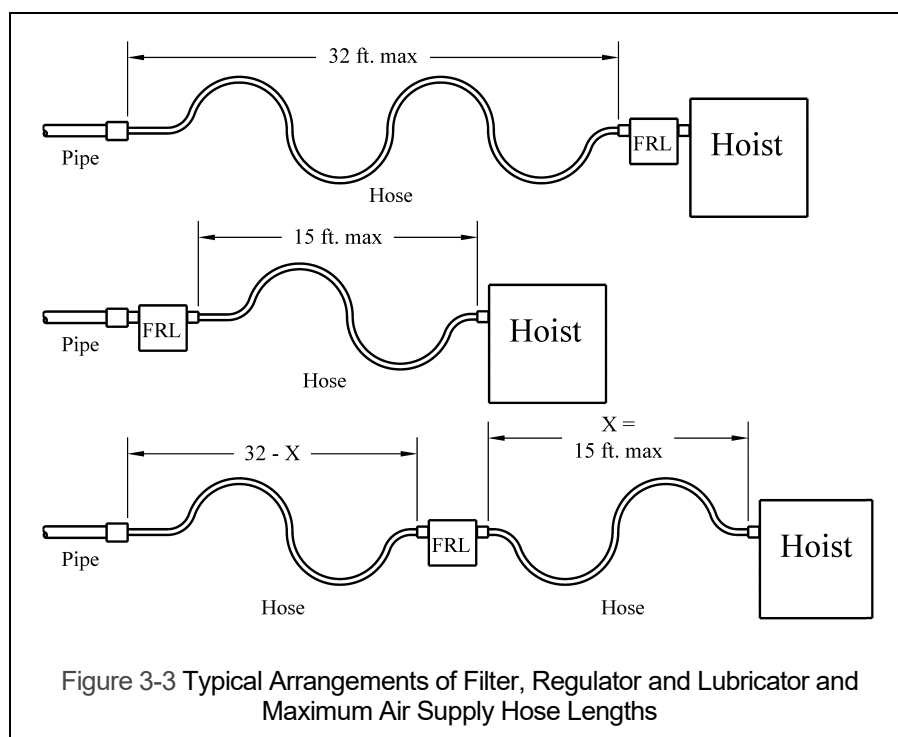 32 ft. max
Pipe
Hose
FRL
Hoist
15 ft. max
Pipe
FRL
Hose
Hoist
32 - X
X =
15 ft. max
Pipe
Hose
FRL
Hose
Hoist
Figure 3-3 Typical Arrangements of Filter, Regulator and Lubricator and
Maximum Air Supply Hose Lengths